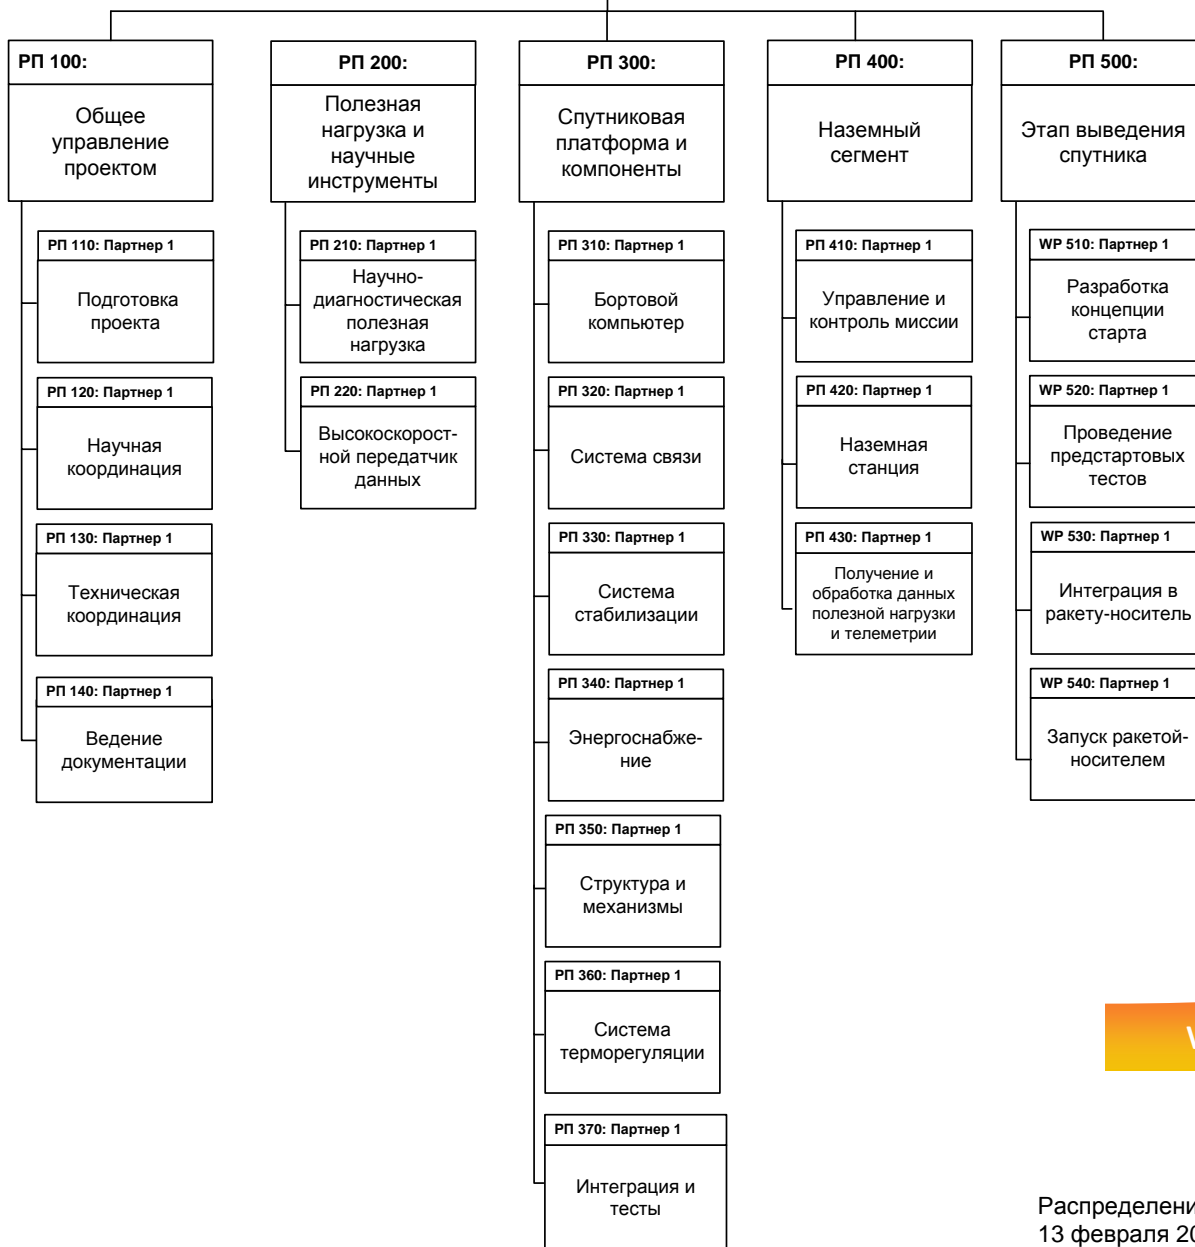 РП 100:
Общее
управление
проектом
РП 110: Партнер 1
Подготовка
проекта
РП 120: Партнер 1
Научная
координация
РП 130: Партнер 1
Техническая
координация
РП 140: Партнер 1
Ведение
документации
РП 200:
Полезная
нагрузка и
научные
инструменты
РП 210: Партнер 1
Научно-
диагностическая
полезная
нагрузка
РП 220: Партнер 1
Высокоскорост-
ной передатчик
данных
РП 300:
Спутниковая
платформа и
компоненты
РП 310: Партнер 1
Бортовой
компьютер
РП 320: Партнер 1
Система связи
РП 330: Партнер 1
Система
стабилизации
РП 340: Партнер 1
Энергоснабже-
ние
РП 350: Партнер 1
Структура и
механизмы
РП 360: Партнер 1
Система
терморегуляции
РП 370: Партнер 1
Интеграция и
тесты
РП 400:
Наземный
сегмент
РП 410: Партнер 1
Управление и
контроль миссии
РП 420: Партнер 1
Наземная
станция
РП 430: Партнер 1
Получение и
обработка данных
полезной нагрузки
и телеметрии
РП 500:
Этап выведения
спутника
WP 510: Партнер 1
Разработка
концепции
старта
WP 520: Партнер 1
Проведение
предстартовых
тестов
WP 530: Партнер 1
Интеграция в
ракету-носитель
WP 540: Партнер 1
Запуск ракетой-
носителем
13 февраля